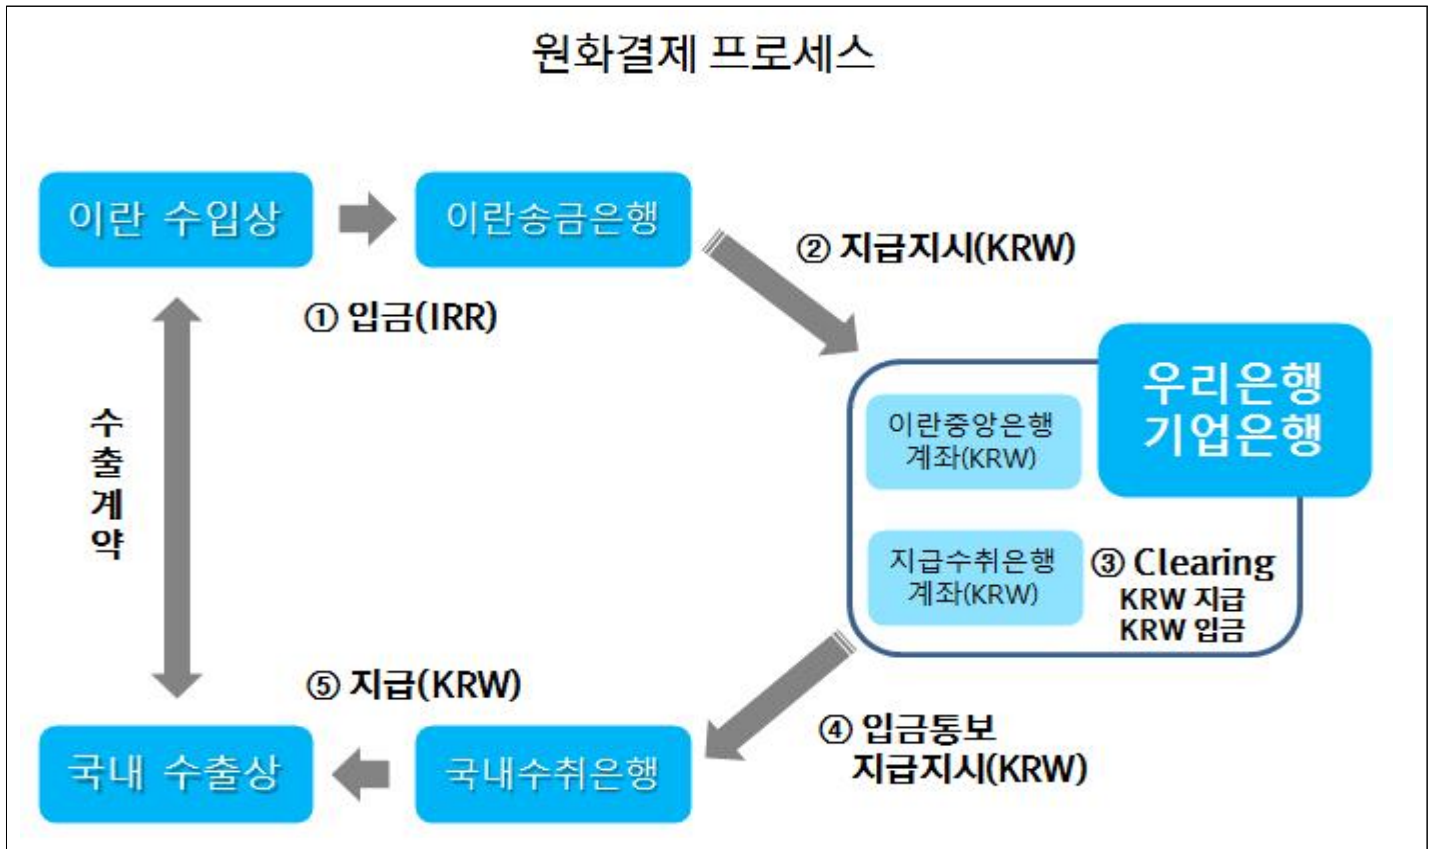 원화결제 프로세스
이란 수입상
이란송금은행
② 지급지시(KRW)
① 입금(IRR)
우리은행
기업은행
이란중앙은행
계좌(KRW)
수
출
계
약
지급수취은행
계좌(KRW)
③ Clearing
KRW 지급
KRW 입금
⑤ 지급(KRW)
④ 입금통보
지급지시(KRW)
국내 수출상
국내수취은행